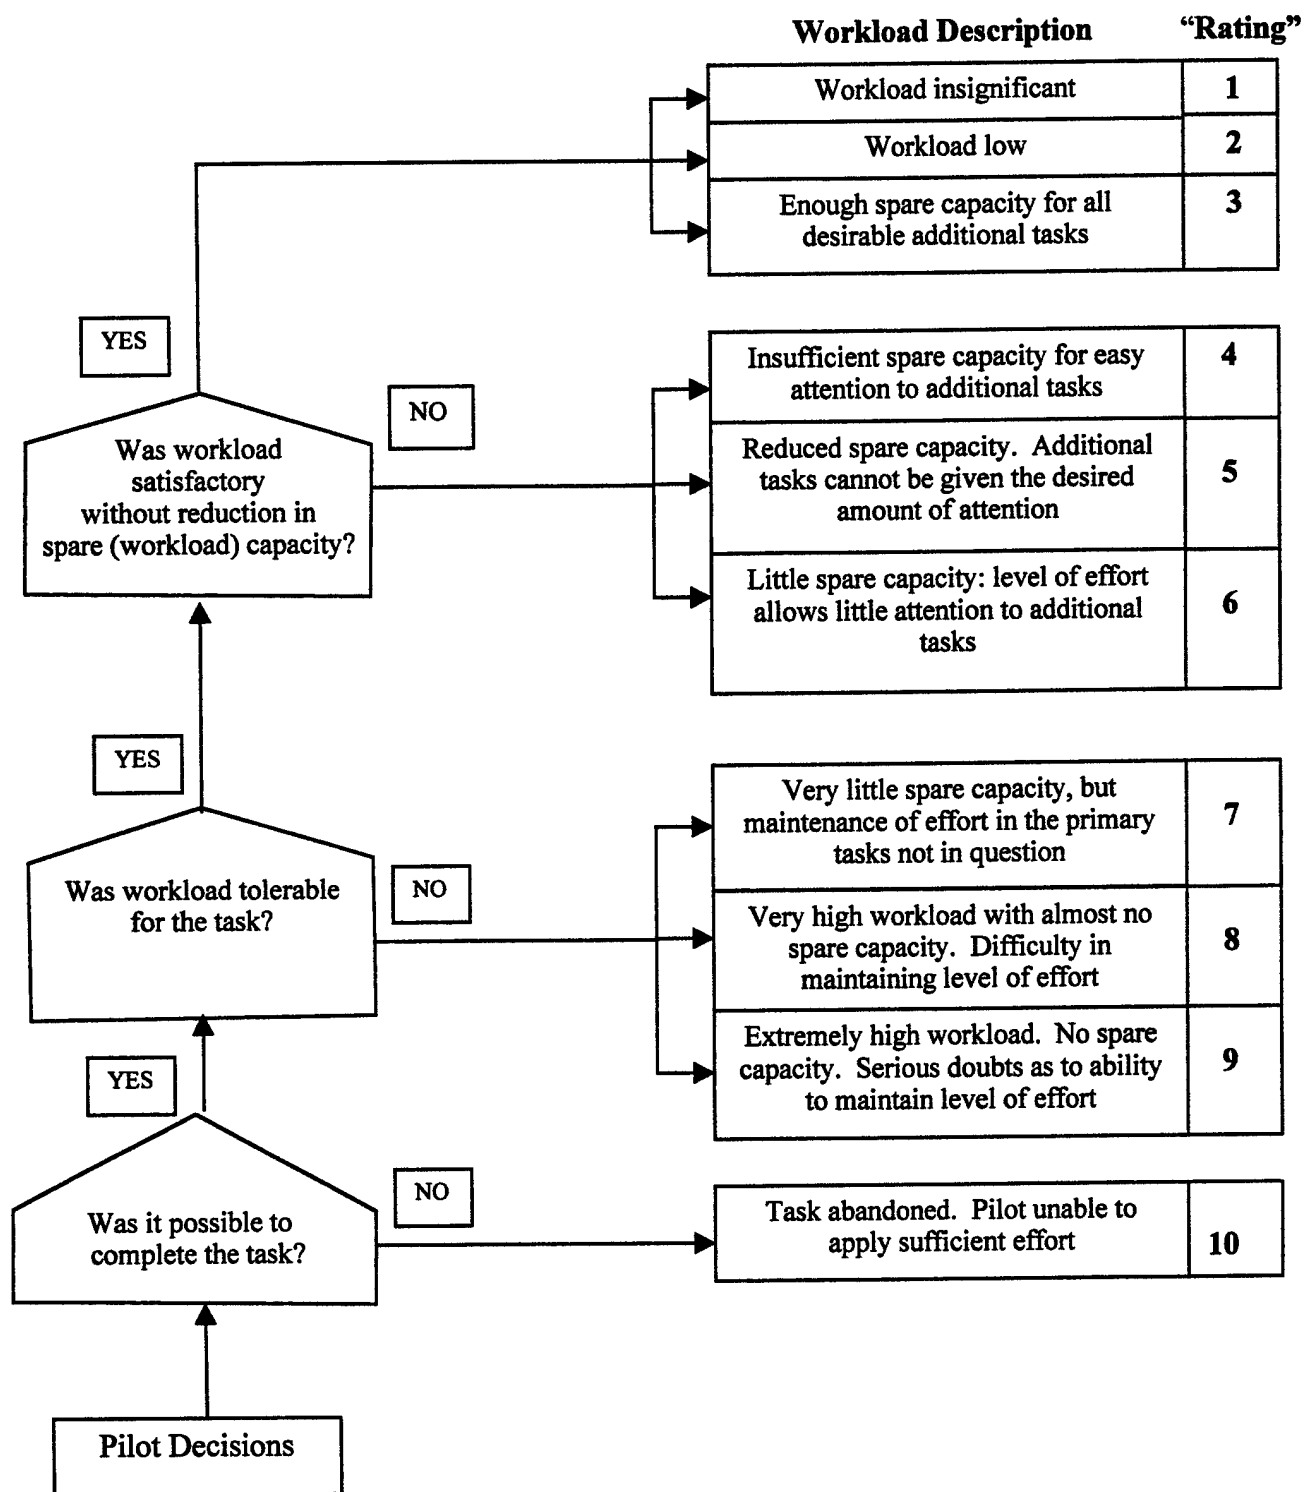 Workload Description “Rating”
Workload insignificant 1
Workload low 2
Enough spare capacity for all 3
desirable additional tasks
YES
NO
Was workload
satisfactory
without reduction in
spare (workload) capacity?
Insufficient spare capacity for easy 4
attention to additional tasks
Reduced spare capacity. Additional
tasks cannot be given the desired 5
amount of attention
Little spare capacity: level of effort
allows little attention to additional 6
tasks
YES
NO
Was workload tolerable
for the task?
Very little spare capacity, but
maintenance of effort in the primary 7
tasks not in question
Very high workload with almost no
spare capacity. Difficulty in 8
maintaining level of effort
Extremely high workload. No spare
capacity. Serious doubts as to ability 9
to maintain level of effort
YES
NO
Was it possible to
complete the task?
Task abandoned. Pilot unable to
apply sufficient effort 10
Pilot Decisions